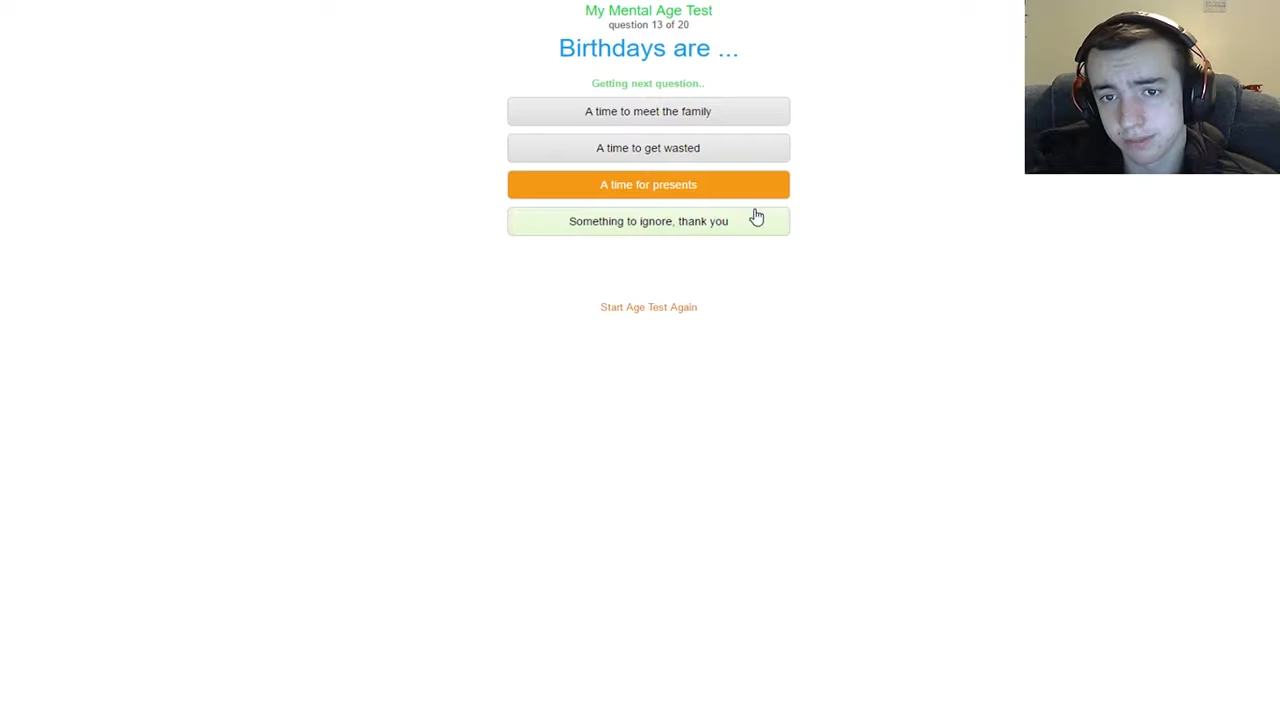 My Mental Age Test
question 13 of 20
Birthdays are ...
Getting next question..
A time to meet the family
A time to get wasted
A time for presents
Something to ignore, thank you
Start Age Test Again